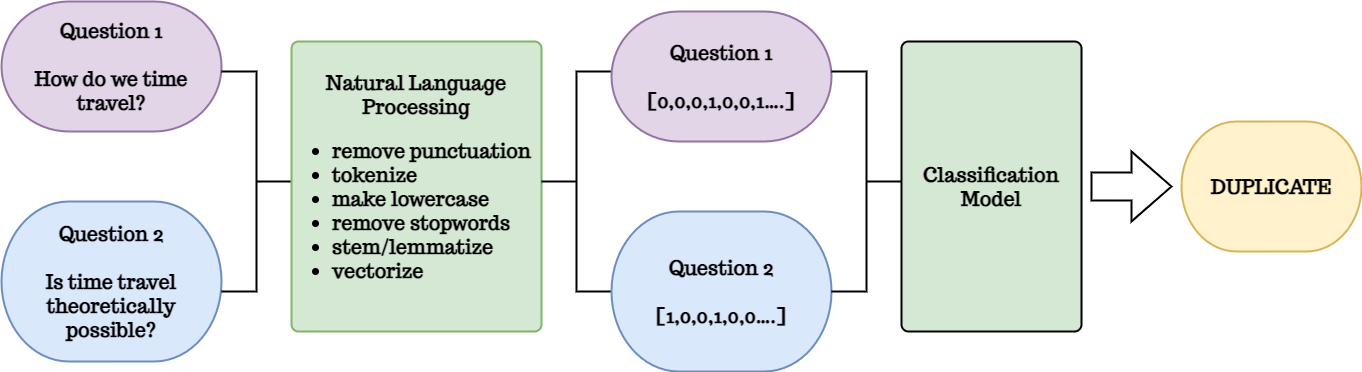 Question 1
How do we time
travel?
Question 2
Is time travel
theoretically
possible?
Natural Language
Processing
• remove punctuation
• tokenize
• make lowercase
• remove stopwords
• stem/lemmatize
• vectorize
Question 1
[0,0,0,1,0,0,1....]
Question 2
[1,0,0,1,0,0....]
Classification
Model
DUPLICATE